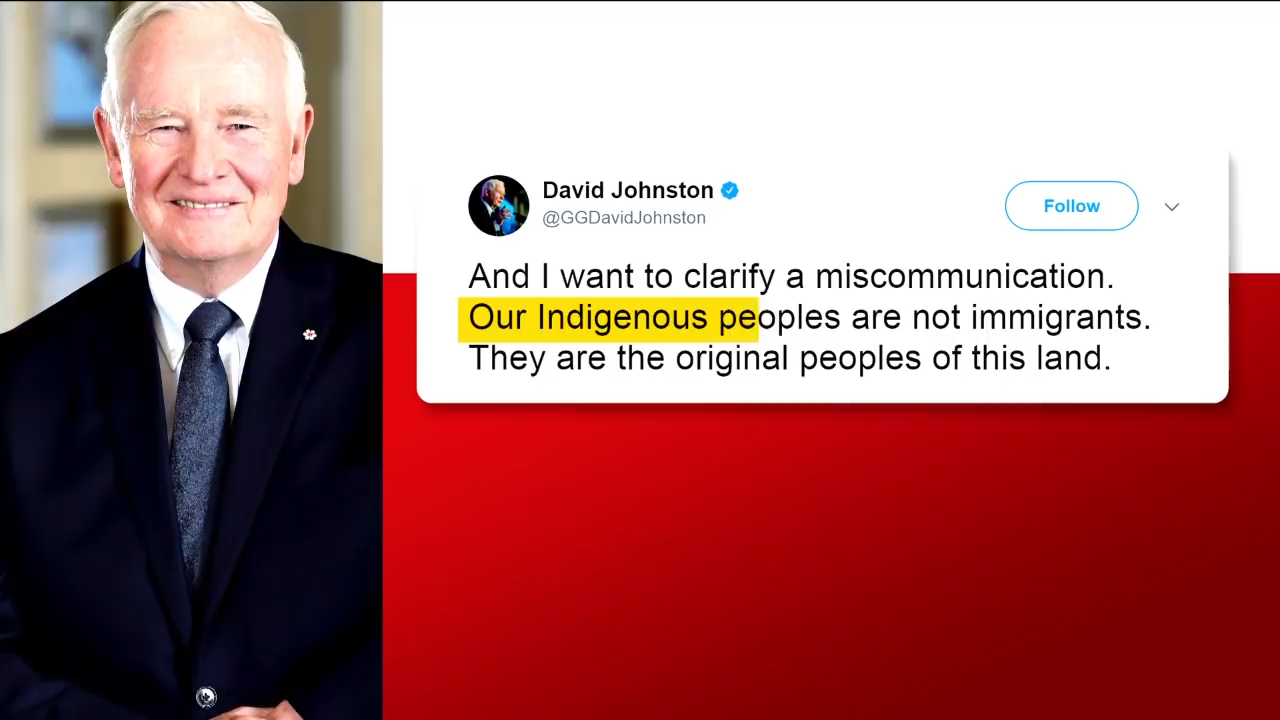 David Johnston
@GGDavidJohnston
Follow
And I want to clarify a miscommunication.
Our Indigenous peoples are not immigrants.
They are the original peoples of this land.